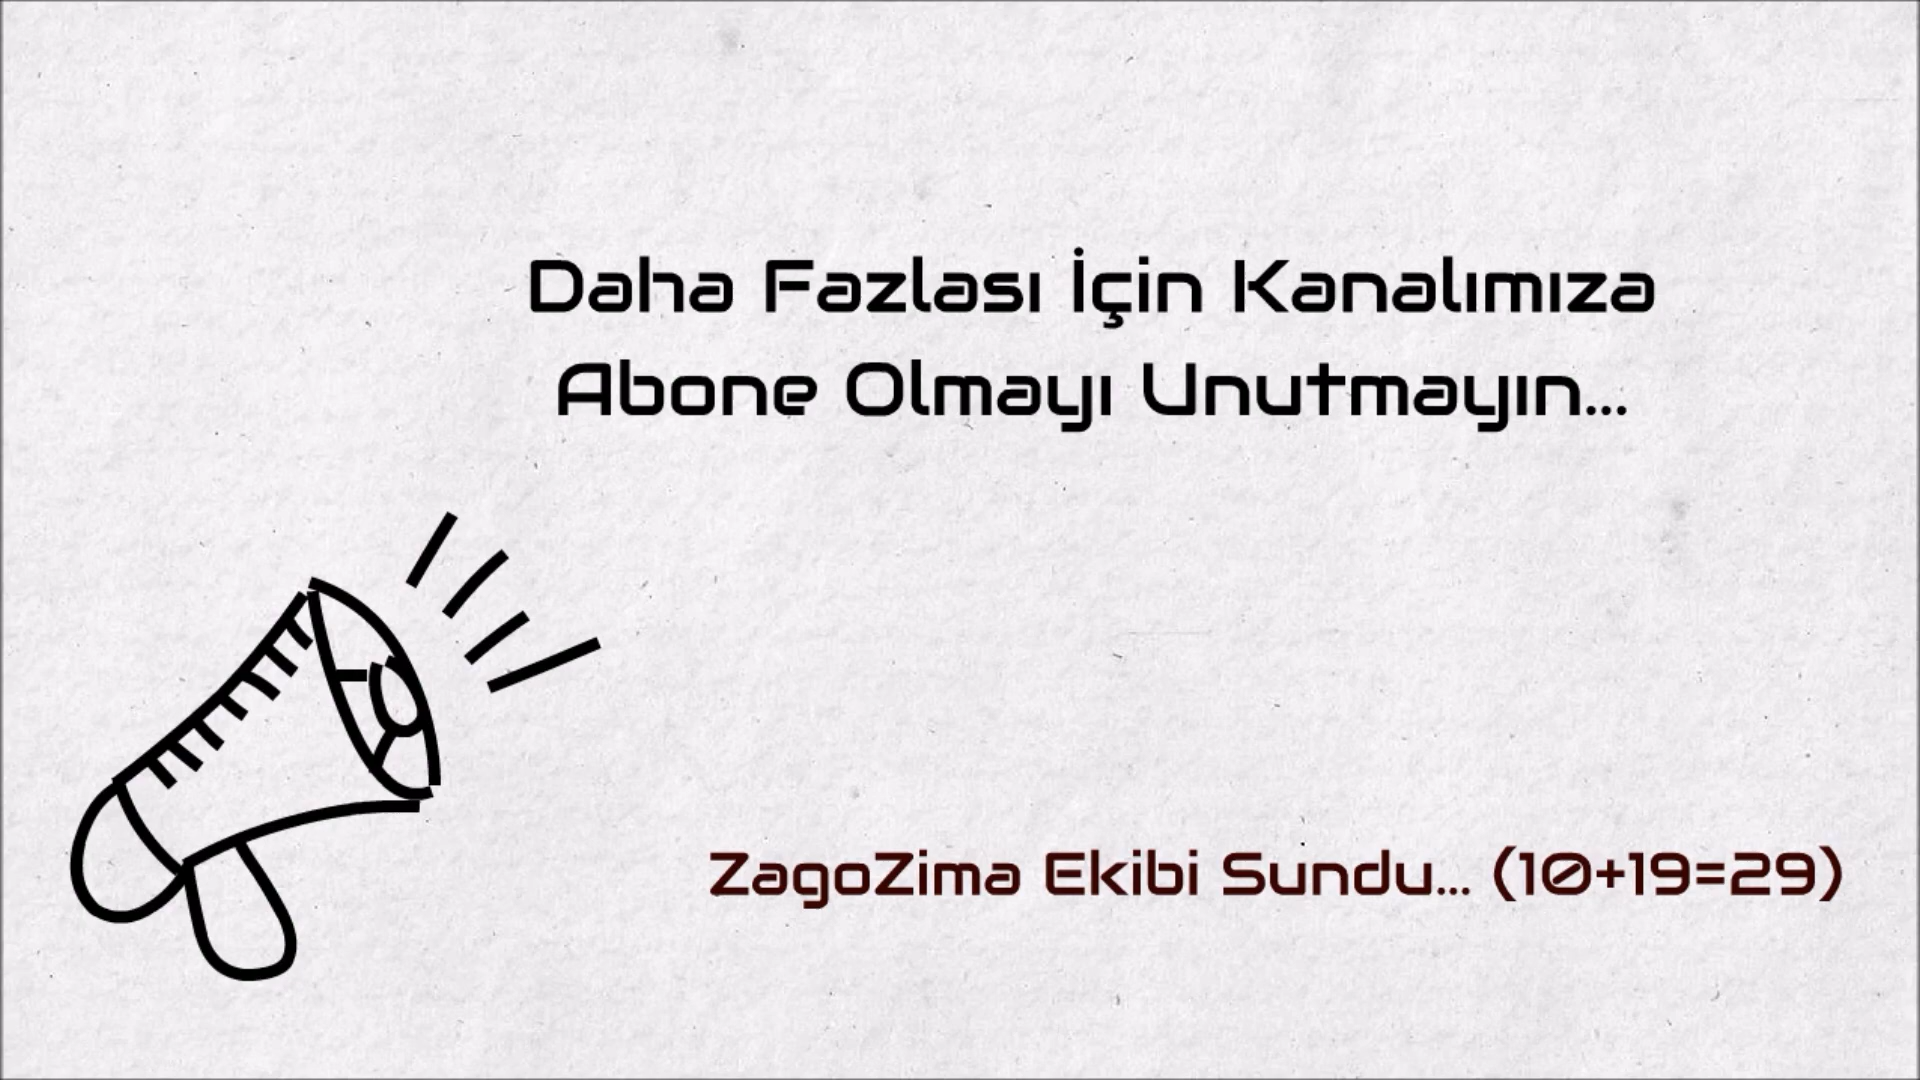 Daha Fazlası İçin Kanalımıza
Abone Olmayı Unutmayın...
ZagoZima Ekibi Sundu... (10+19=29)